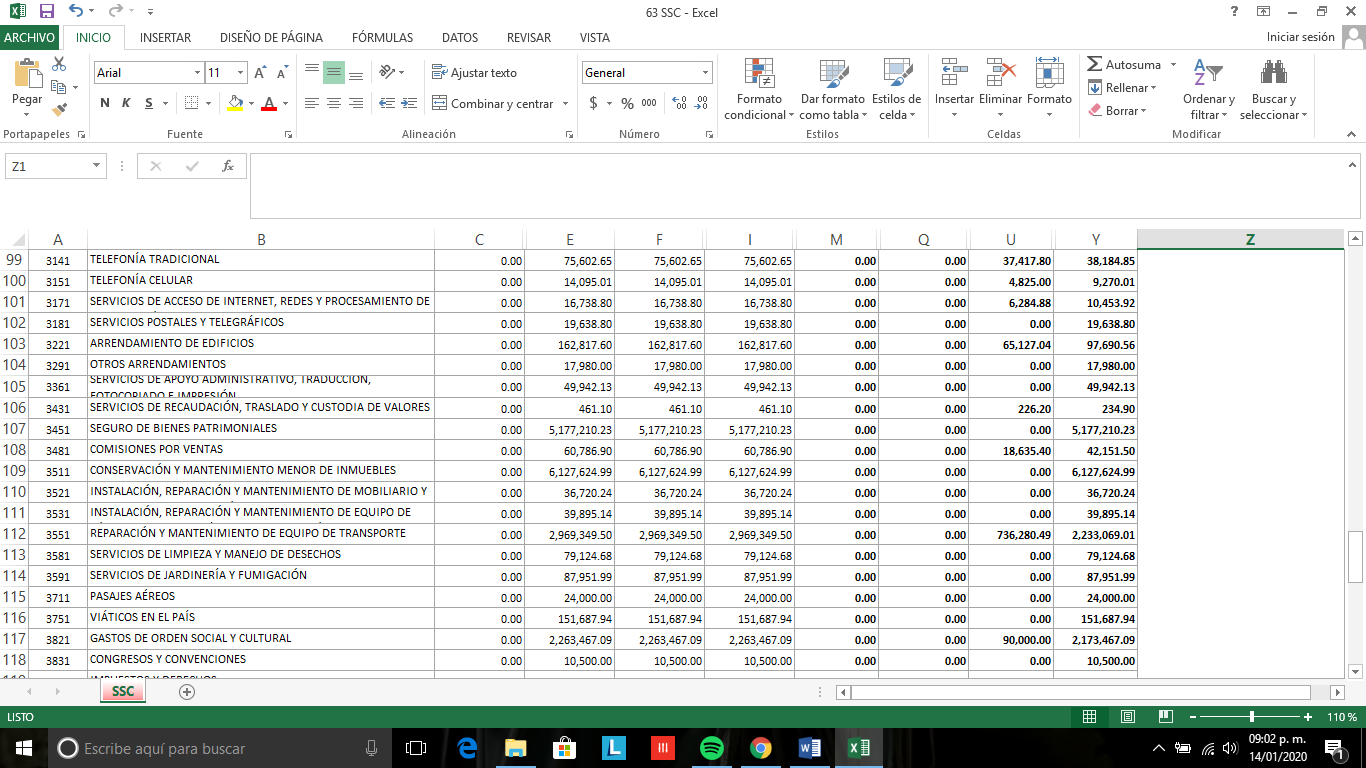 63 SSC - Excel
ARCHIVO INICIO INSERTAR DISEÑO DE PÁGINA FÓRMULAS DATOS REVISAR VISTA Iniciar sesión
Pegar
Portapapeles
Arial 11
N K S
Fuente
Ajustar texto
Combinar y centrar
Alineación
General
$ % 000
Número
Formato condicional
Dar formato como tabla
Estilos de celda
Estilos
Insertar Eliminar Formato
Celdas
Autosuma
Rellenar
Borrar
Ordenar y filtrar
Buscar y seleccionar
Modificar
Z1
fx
A B C E F I M Q U Y Z
99 3141 TELEFONÍA TRADICIONAL 0.00 75,602.65 75,602.65 75,602.65 0.00 0.00 37,417.80 38,184.85
100 3151 TELEFONÍA CELULAR 0.00 14,095.01 14,095.01 14,095.01 0.00 0.00 4,825.00 9,270.01
101 3171 SERVICIOS DE ACCESO DE INTERNET, REDES Y PROCESAMIENTO DE 0.00 16,738.80 16,738.80 16,738.80 0.00 0.00 6,284.88 10,453.92
102 3181 SERVICIOS POSTALES Y TELEGRÁFICOS 0.00 19,638.80 19,638.80 19,638.80 0.00 0.00 0.00 19,638.80
103 3221 ARRENDAMIENTO DE EDIFICIOS 0.00 162,817.60 162,817.60 162,817.60 0.00 0.00 65,127.04 97,690.56
104 3291 OTROS ARRENDAMIENTOS 0.00 17,980.00 17,980.00 17,980.00 0.00 0.00 0.00 17,980.00
105 3361 SERVICIOS DE APOYO ADMINISTRATIVO, TRADUCCIÓN, FOTOCOPIADO E IMPRESIÓN 0.00 49,942.13 49,942.13 49,942.13 0.00 0.00 0.00 49,942.13
106 3431 SERVICIOS DE RECAUDACIÓN, TRASLADO Y CUSTODIA DE VALORES 0.00 461.10 461.10 461.10 0.00 0.00 226.20 234.90
107 3451 SEGURO DE BIENES PATRIMONIALES 0.00 5,177,210.23 5,177,210.23 5,177,210.23 0.00 0.00 0.00 5,177,210.23
108 3481 COMISIONES POR VENTAS 0.00 60,786.90 60,786.90 60,786.90 0.00 0.00 18,635.40 42,151.50
109 3511 CONSERVACIÓN Y MANTENIMIENTO MENOR DE INMUEBLES 0.00 6,127,624.99 6,127,624.99 6,127,624.99 0.00 0.00 0.00 6,127,624.99
110 3521 INSTALACIÓN, REPARACIÓN Y MANTENIMIENTO DE MOBILIARIO Y 0.00 36,720.24 36,720.24 36,720.24 0.00 0.00 0.00 36,720.24
111 3531 INSTALACIÓN, REPARACIÓN Y MANTENIMIENTO DE EQUIPO DE 0.00 39,895.14 39,895.14 39,895.14 0.00 0.00 0.00 39,895.14
112 3551 REPARACIÓN Y MANTENIMIENTO DE EQUIPO DE TRANSPORTE 0.00 2,969,349.50 2,969,349.50 2,969,349.50 0.00 0.00 736,280.49 2,233,069.01
113 3581 SERVICIOS DE LIMPIEZA Y MANEJO DE DESECHOS 0.00 79,124.68 79,124.68 79,124.68 0.00 0.00 0.00 79,124.68
114 3591 SERVICIOS DE JARDINERÍA Y FUMIGACIÓN 0.00 87,951.99 87,951.99 87,951.99 0.00 0.00 0.00 87,951.99
115 3711 PASAJES AÉREOS 0.00 24,000.00 24,000.00 24,000.00 0.00 0.00 0.00 24,000.00
116 3751 VIÁTICOS EN EL PAÍS 0.00 151,687.94 151,687.94 151,687.94 0.00 0.00 0.00 151,687.94
117 3821 GASTOS DE ORDEN SOCIAL Y CULTURAL 0.00 2,263,467.09 2,263,467.09 2,263,467.09 0.00 0.00 90,000.00 2,173,467.09
118 3831 CONGRESOS Y CONVENCIONES 0.00 10,500.00 10,500.00 10,500.00 0.00 0.00 0.00 10,500.00
SSC
LISTO 110 %
Escribe aquí para buscar
09:02 p. m.
14/01/2020
1